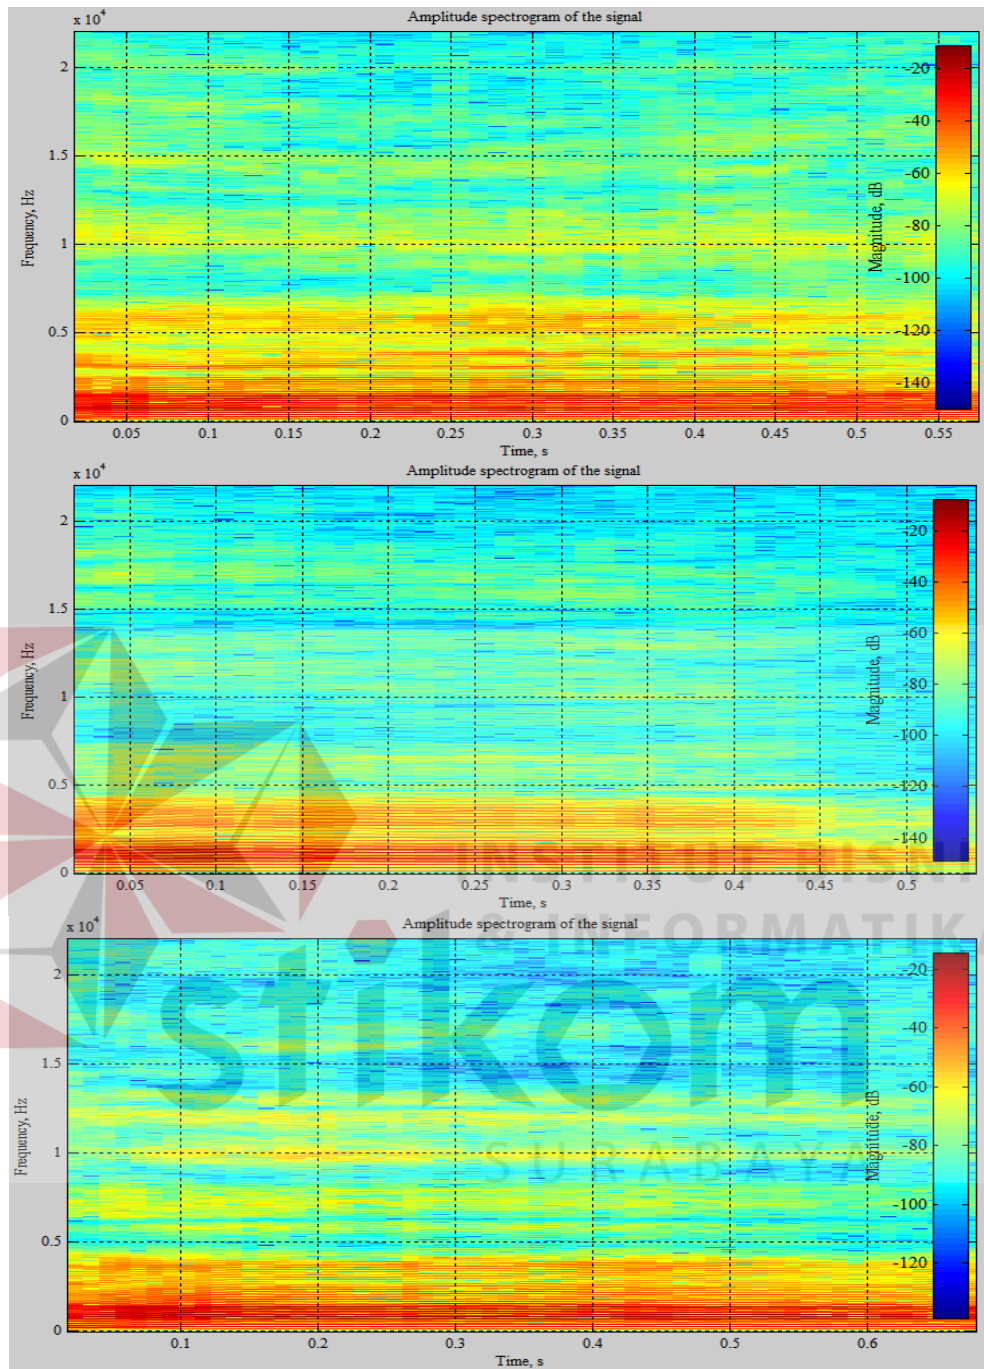 Amplitude spectrogram of the signal
x 10^4
2
1.5
1
0.5
0
Frequency, Hz
0.05 0.1 0.15 0.2 0.25 0.3 0.35 0.4 0.45 0.5 0.55
Time, s
Magnitude, dB
-20
-40
-60
-80
-100
-120
-140
Amplitude spectrogram of the signal
x 10^4
2
1.5
1
0.5
0
Frequency, Hz
0.05 0.1 0.15 0.2 0.25 0.3 0.35 0.4 0.45 0.5
Time, s
Magnitude, dB
-20
-40
-60
-80
-100
-120
-140
INSTITUT BISNI
& INFORMATIKA
stikom
SURABAYA
Amplitude spectrogram of the signal
x 10^4
2
1.5
1
0.5
0
Frequency, Hz
0.1 0.2 0.3 0.4 0.5 0.6
Time, s
Magnitude, dB
-20
-40
-60
-80
-100
-120